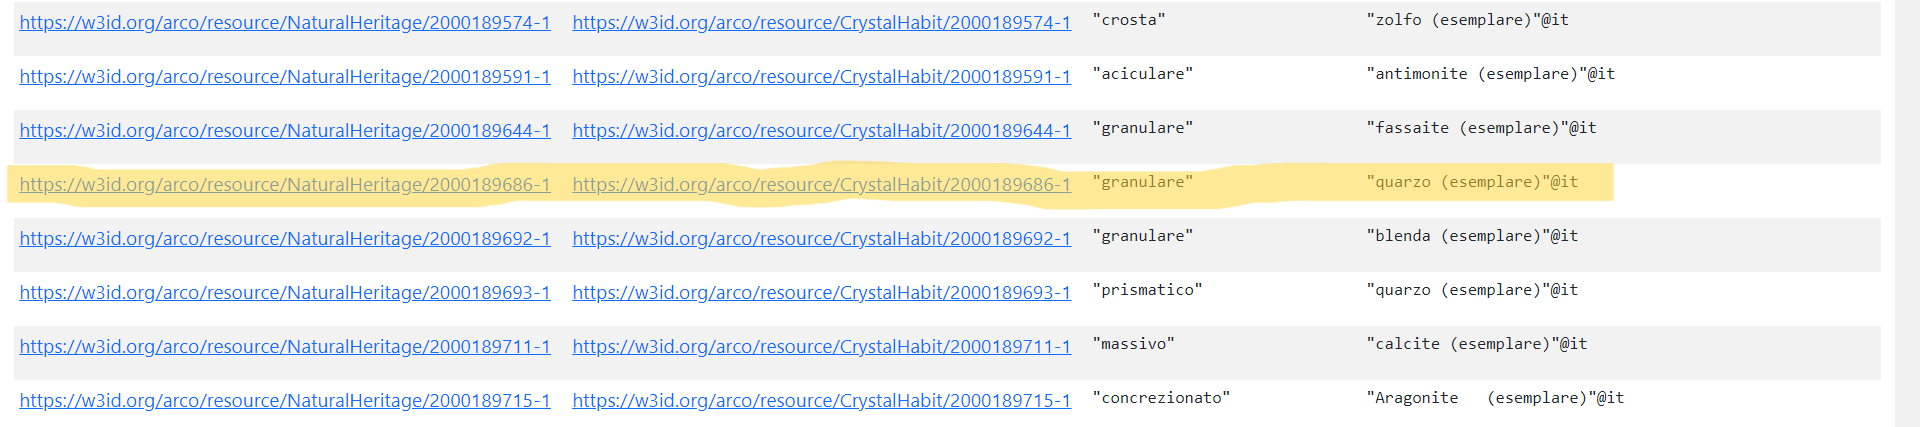 https://w3id.org/arco/resource/NaturalHeritage/2000189574-1 https://w3id.org/arco/resource/CrystalHabit/2000189574-1 "crosta" "zolfo (esemplare)"@it
https://w3id.org/arco/resource/NaturalHeritage/2000189591-1 https://w3id.org/arco/resource/CrystalHabit/2000189591-1 "aciculare" "antimonite (esemplare)"@it
https://w3id.org/arco/resource/NaturalHeritage/2000189644-1 https://w3id.org/arco/resource/CrystalHabit/2000189644-1 "granulare" "fassaite (esemplare)"@it
https://w3id.org/arco/resource/NaturalHeritage/2000189686-1 https://w3id.org/arco/resource/CrystalHabit/2000189686-1 "granulare" "quarzo (esemplare)"@it
https://w3id.org/arco/resource/NaturalHeritage/2000189692-1 https://w3id.org/arco/resource/CrystalHabit/2000189692-1 "granulare" "blenda (esemplare)"@it
https://w3id.org/arco/resource/NaturalHeritage/2000189693-1 https://w3id.org/arco/resource/CrystalHabit/2000189693-1 "prismatico" "quarzo (esemplare)"@it
https://w3id.org/arco/resource/NaturalHeritage/2000189711-1 https://w3id.org/arco/resource/CrystalHabit/2000189711-1 "massivo" "calcite (esemplare)"@it
https://w3id.org/arco/resource/NaturalHeritage/2000189715-1 https://w3id.org/arco/resource/CrystalHabit/2000189715-1 "concrezionato" "Aragonite   (esemplare)"@it